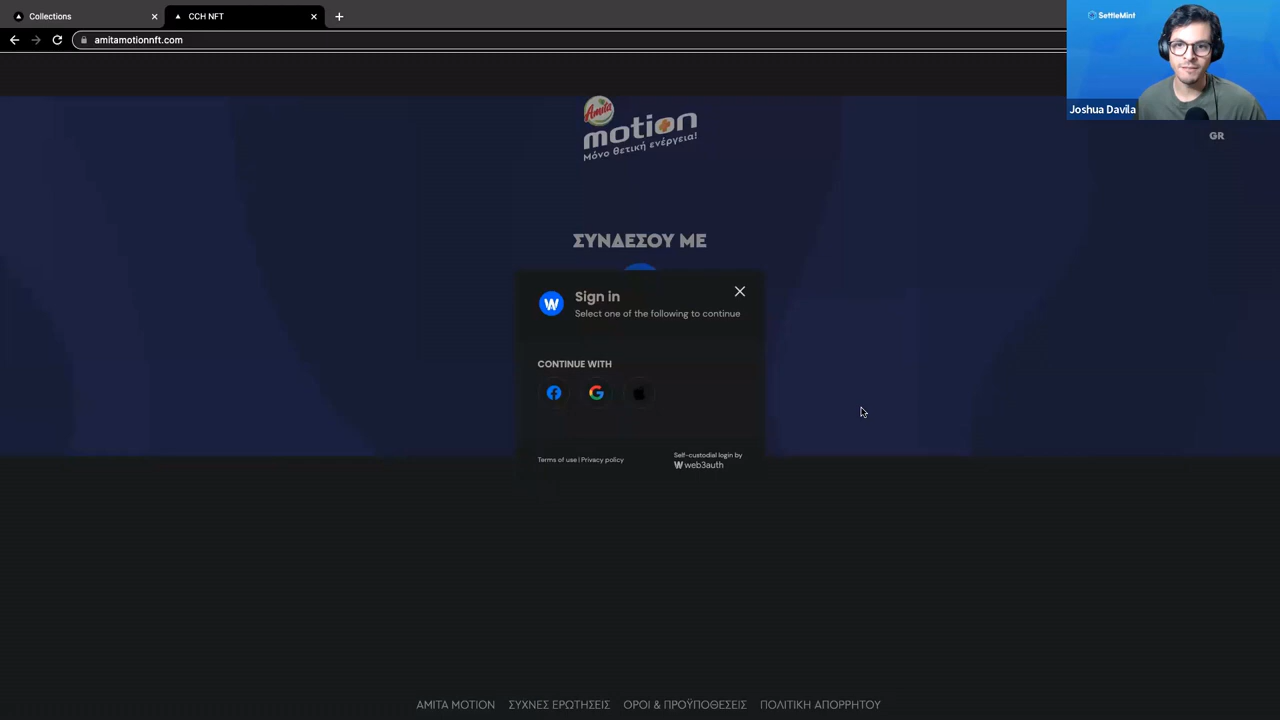 Collections
CCH NFT
amitamotionnft.com
SettleMint
Joshua Davila
Amita
motion
Μόνο θετική ενέργεια!
GR
ΣΥΝΔΕΣΟΥ ΜΕ
W
Sign in
Select one of the following to continue
CONTINUE WITH
Terms of use | Privacy policy
Self-custodial login by
web3auth
AMITA MOTION ΣΥΧΝΕΣ ΕΡΩΤΗΣΕΙΣ ΟΡΟΙ & ΠΡΟΫΠΟΘΕΣΕΙΣ ΠΟΛΙΤΙΚΗ ΑΠΟΡΡΗΤΟΥ